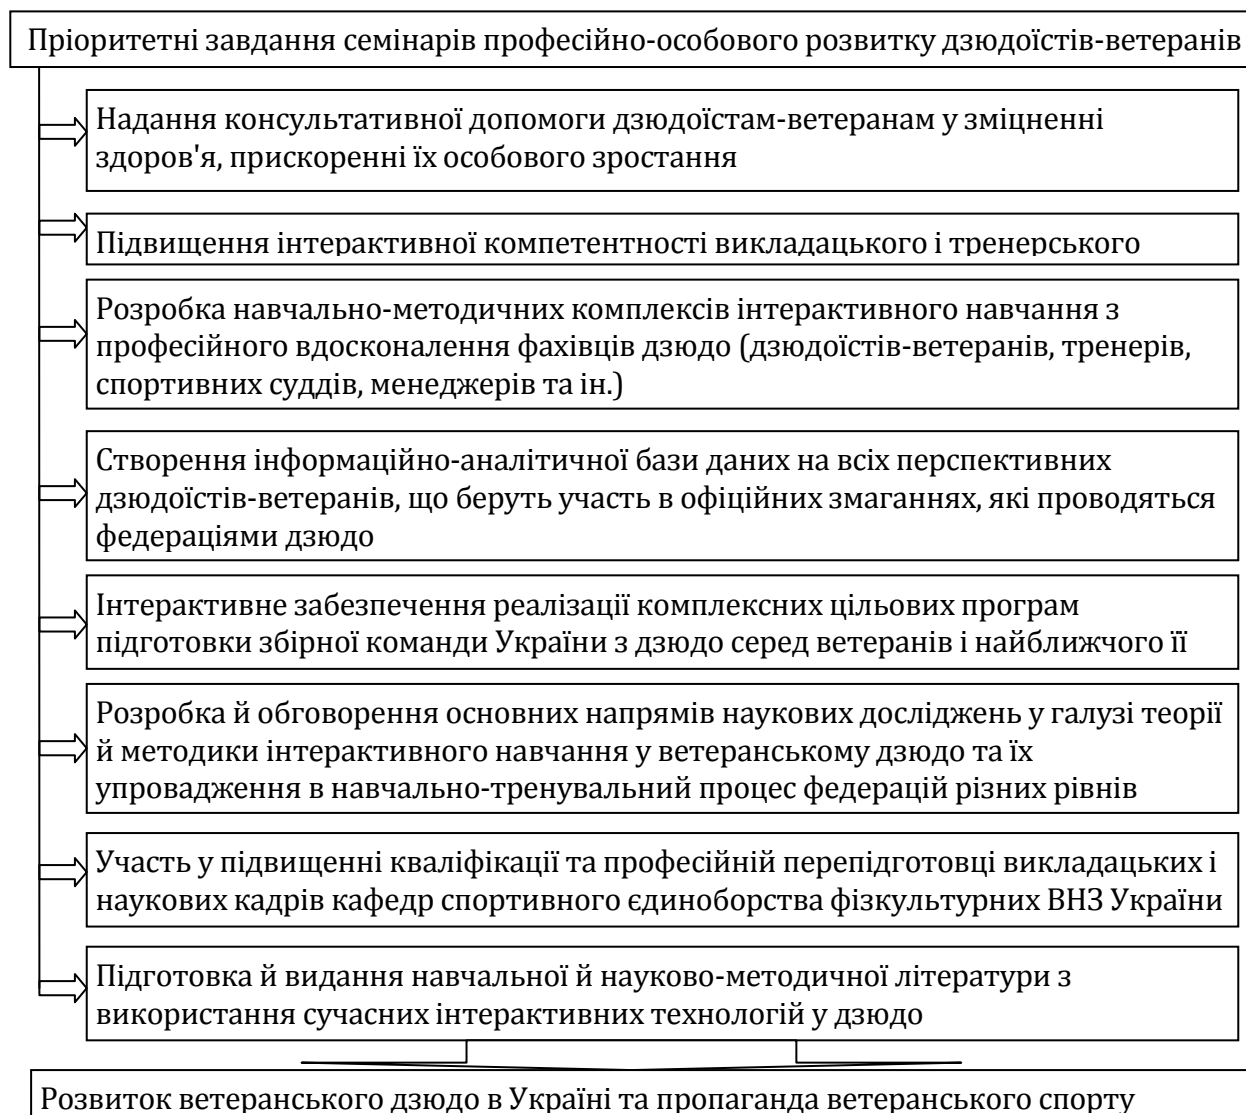 Пріоритетні завдання семінарів професійно-особового розвитку дзюдоїстів-ветеранів
Надання консультативної допомоги дзюдоїстам-ветеранам у зміцненні
здоров'я, прискоренні їх особового зростання
Підвищення інтерактивної компетентності викладацького і тренерського
Розробка навчально-методичних комплексів інтерактивного навчання з
професійного вдосконалення фахівців дзюдо (дзюдоїстів-ветеранів, тренерів,
спортивних суддів, менеджерів та ін.)
Створення інформаційно-аналітичної бази даних на всіх перспективних
дзюдоїстів-ветеранів, що беруть участь в офіційних змаганнях, які проводяться
федераціями дзюдо
Інтерактивне забезпечення реалізації комплексних цільових програм
підготовки збірної команди України з дзюдо серед ветеранів і найближчого її
Розробка й обговорення основних напрямів наукових досліджень у галузі теорії
й методики інтерактивного навчання у ветеранському дзюдо та їх
упровадження в навчально-тренувальний процес федерацій різних рівнів
Участь у підвищенні кваліфікації та професійній перепідготовці викладацьких і
наукових кадрів кафедр спортивного єдиноборства фізкультурних ВНЗ України
Підготовка й видання навчальної й науково-методичної літератури з
використання сучасних інтерактивних технологій у дзюдо
Розвиток ветеранського дзюдо в Україні та пропаганда ветеранського спорту